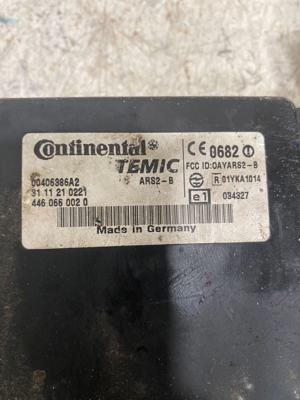 Continental
TEMIC
ARS2-B
00406386A2
31 11 21 0221
446 066 002 0
CE 0682
FCC ID:OAYARS2-B
R 01YKA1014
e1 034327
Made in Germany